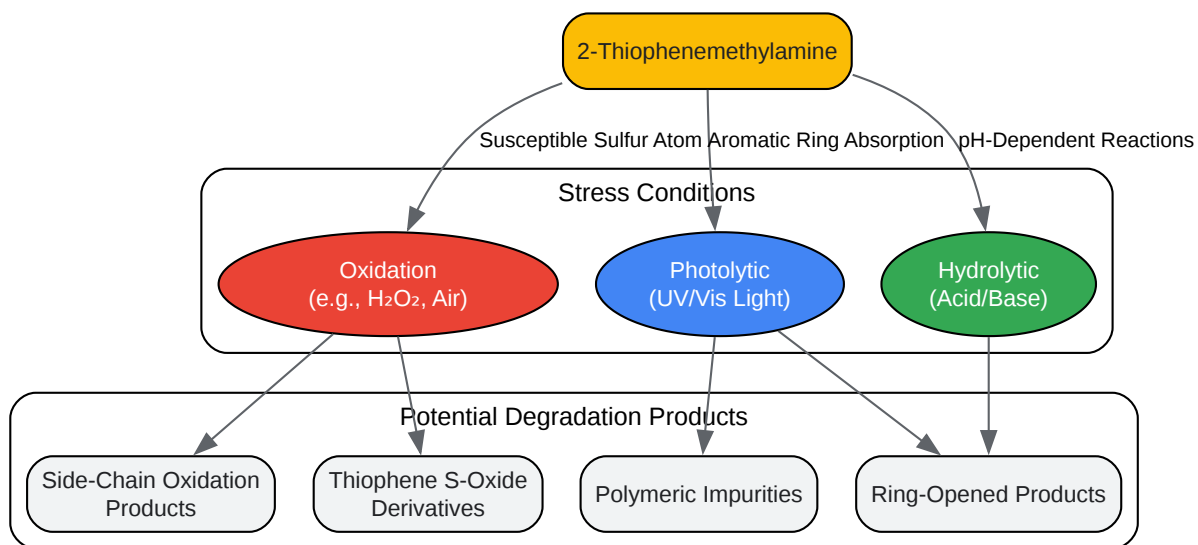 2-Thiophenemethylamine
Susceptible Sulfur Atom
Aromatic Ring Absorption
pH-Dependent Reactions
Stress Conditions
Oxidation
(e.g., H₂O₂, Air)
Photolytic
(UV/Vis Light)
Hydrolytic
(Acid/Base)
Potential Degradation Products
Side-Chain Oxidation
Products
Thiophene S-Oxide
Derivatives
Polymeric Impurities
Ring-Opened Products